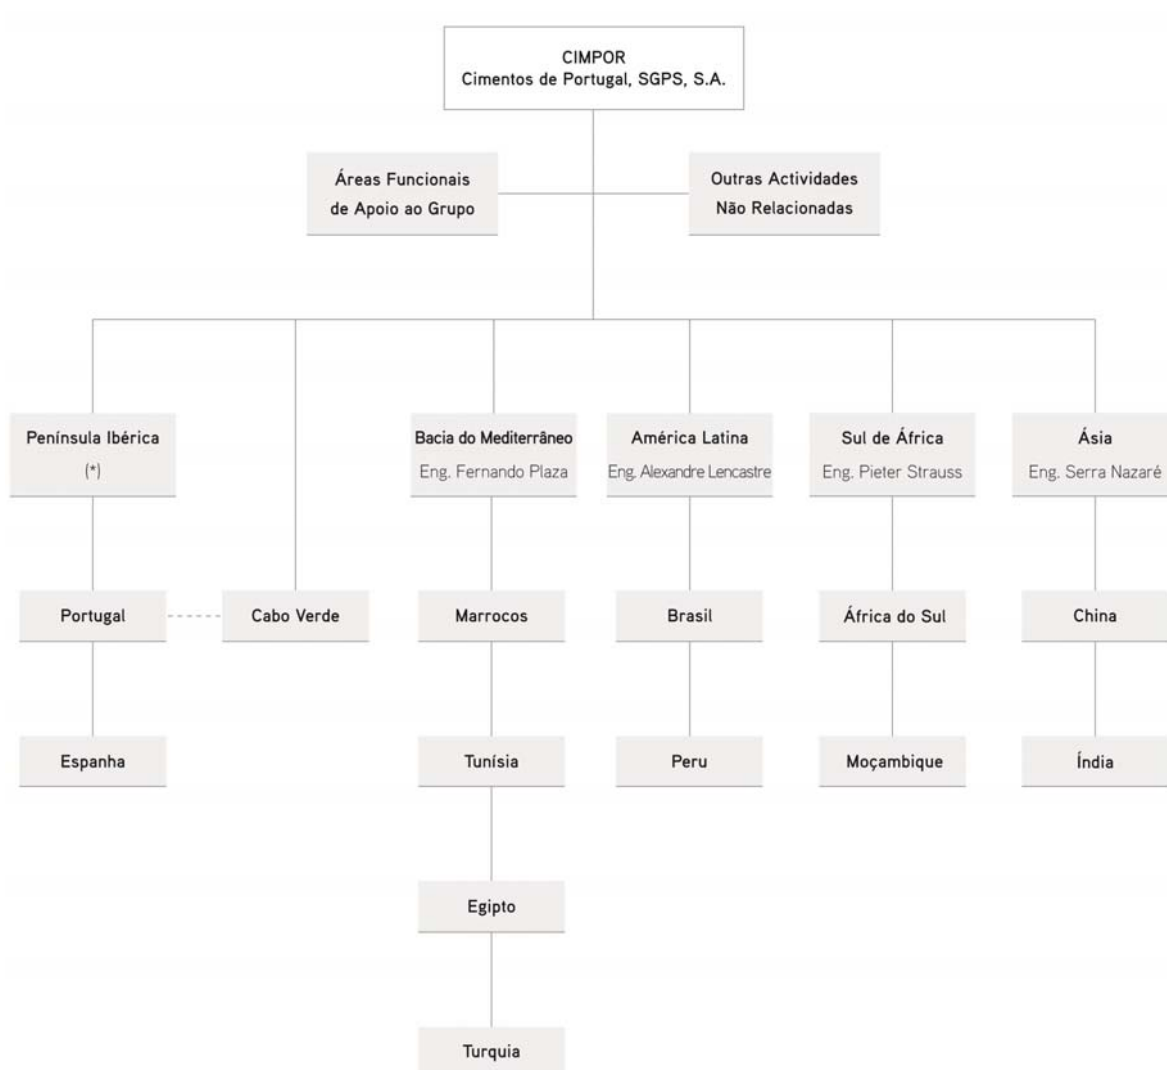 CIMPOR
Cimentos de Portugal, SGPS, S.A.
Áreas Funcionais
de Apoio ao Grupo
Outras Actividades
Não Relacionadas
Península Ibérica
(*)
Bacia do Mediterrâneo
Eng. Fernando Plaza
América Latina
Eng. Alexandre Lencastre
Sul de África
Eng. Pieter Strauss
Ásia
Eng. Serra Nazaré
Portugal
Cabo Verde
Marrocos
Brasil
África do Sul
China
Espanha
Tunísia
Peru
Moçambique
Índia
Egipto
Turquia